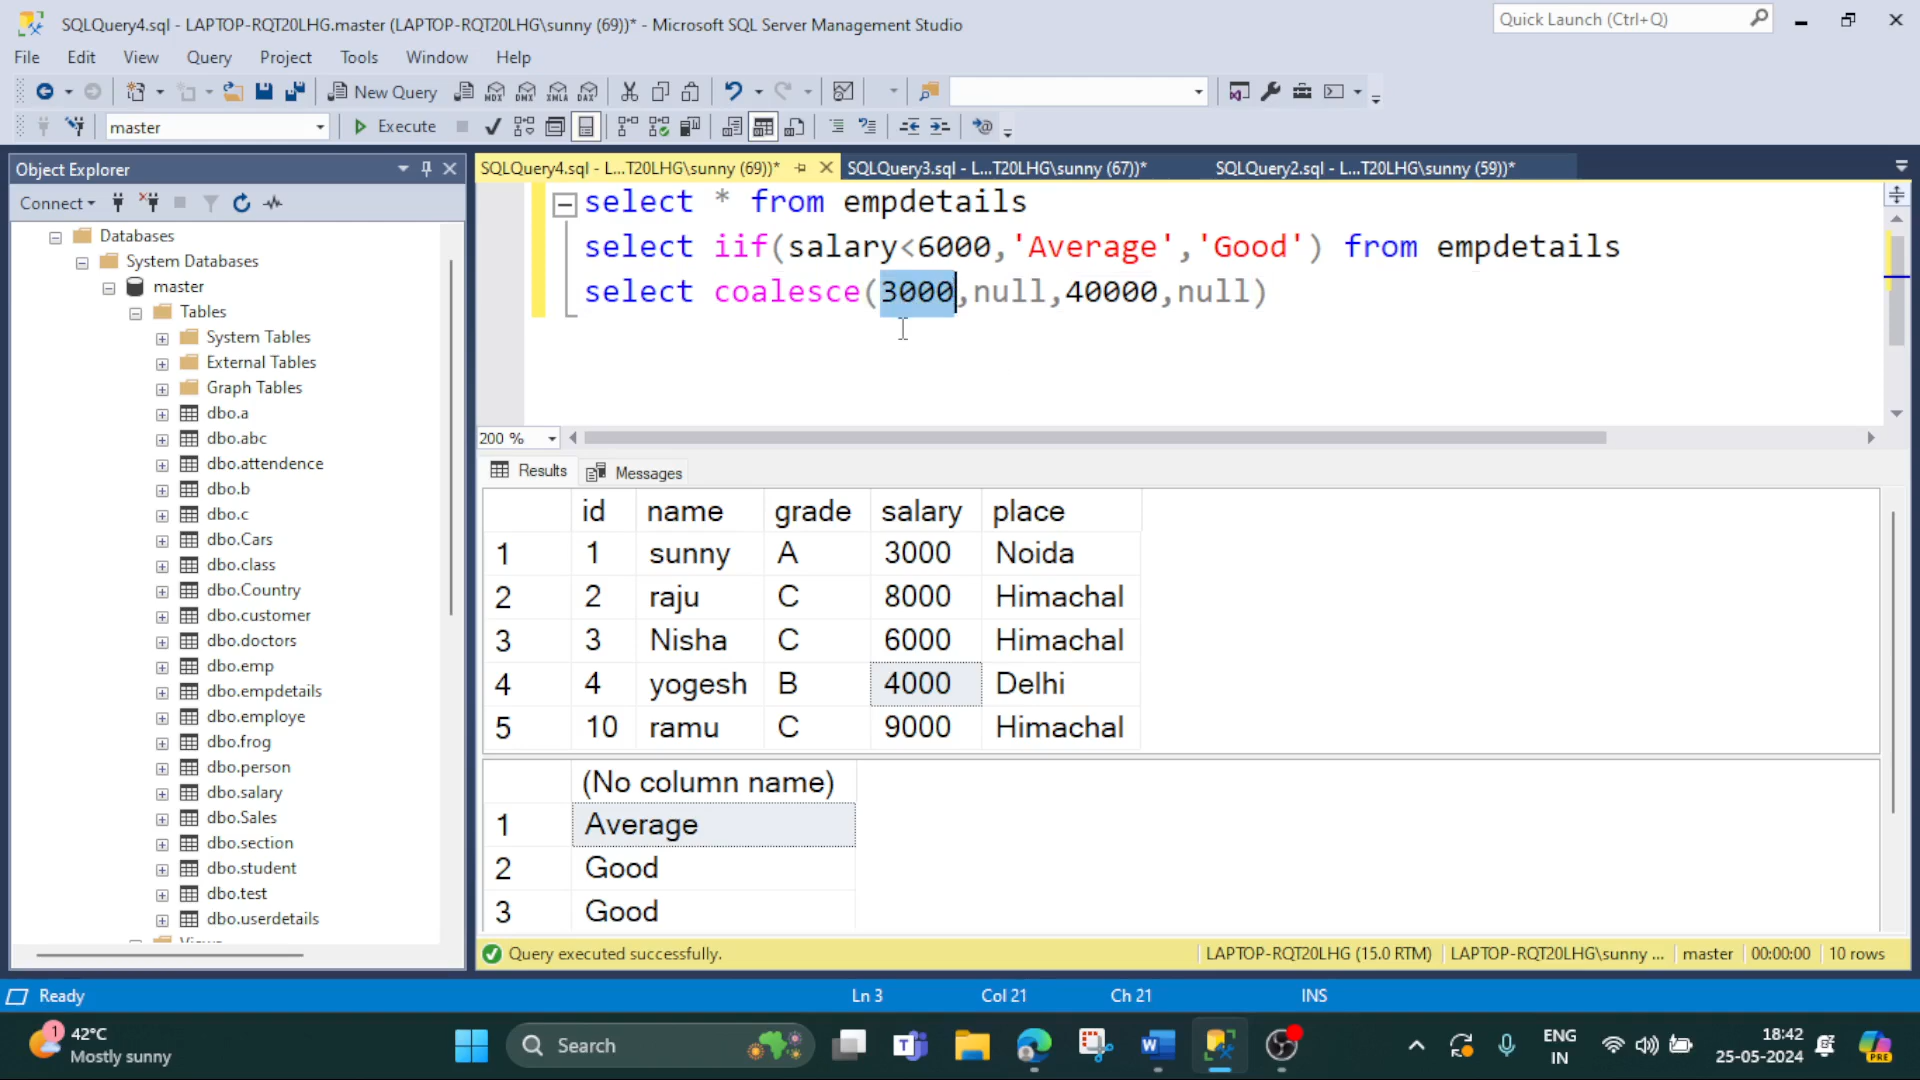 SQLQuery4.sql - LAPTOP-RQT20LHG.master (LAPTOP-RQT20LHG\sunny (69))* - Microsoft SQL Server Management Studio
Quick Launch (Ctrl+Q)
File Edit View Query Project Tools Window Help
New Query
MDX DMX XMLA DAX
master
Execute
Object Explorer
SQLQuery4.sql - L...T20LHG\sunny (69))* SQLQuery3.sql - L...T20LHG\sunny (67))* SQLQuery2.sql - L...T20LHG\sunny (59))*
Connect
Databases
System Databases
master
Tables
System Tables
External Tables
Graph Tables
dbo.a
dbo.abc
dbo.attendence
dbo.b
dbo.c
dbo.Cars
dbo.class
dbo.Country
dbo.customer
dbo.doctors
dbo.emp
dbo.empdetails
dbo.employe
dbo.frog
dbo.person
dbo.salary
dbo.Sales
dbo.section
dbo.student
dbo.test
dbo.userdetails
select * from empdetails
select iif(salary<6000,'Average','Good') from empdetails
select coalesce(3000,null,40000,null)
200 %
Results Messages
id name grade salary place
1 1 sunny A 3000 Noida
2 2 raju C 8000 Himachal
3 3 Nisha C 6000 Himachal
4 4 yogesh B 4000 Delhi
5 10 ramu C 9000 Himachal
(No column name)
1 Average
2 Good
3 Good
Query executed successfully.
LAPTOP-RQT20LHG (15.0 RTM) LAPTOP-RQT20LHG\sunny ... master 00:00:00 10 rows
Ready Ln 3 Col 21 Ch 21 INS
1
42°C
Mostly sunny
Search
ENG
IN
18:42
25-05-2024
PRE